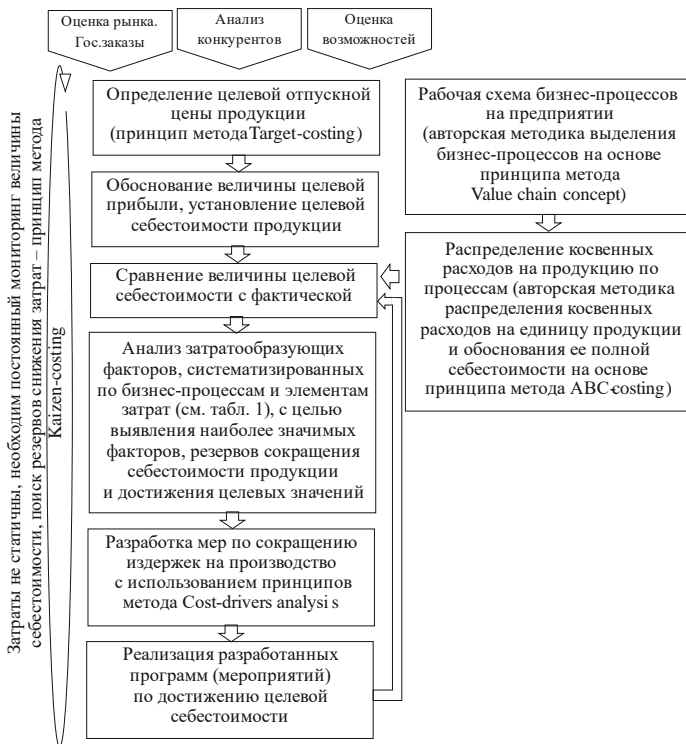 Оценка рынка.
Гос.заказы
Анализ
конкурентов
Оценка
возможностей
Затраты не статичны, необходим постоянный мониторинг величины
себестоимости, поиск резервов снижения затрат – принцип метода
Kaizen-costing
Определение целевой отпускной
цены продукции
(принцип метода Target-costing)
Обоснование величины целевой
прибыли, установление целевой
себестоимости продукции
Сравнение величины целевой
себестоимости с фактической
Анализ затратообразующих
факторов, систематизированных
по бизнес-процессам и элементам
затрат (см. табл. 1), с целью
выявления наиболее значимых
факторов, резервов сокращения
себестоимости продукции
и достижения целевых значений
Разработка мер по сокращению
издержек на производство
с использованием принципов
метода Cost-drivers analysis
Реализация разработанных
программ (мероприятий)
по достижению целевой
себестоимости
Рабочая схема бизнес-процессов
на предприятии
(авторская методика выделения
бизнес-процессов на основе
принципа метода
Value chain concept)
Распределение косвенных
расходов на продукцию по
процессам (авторская методика
распределения косвенных
расходов на единицу продукции
и обоснования ее полной
себестоимости на основе
принципа метода ABC-costing)